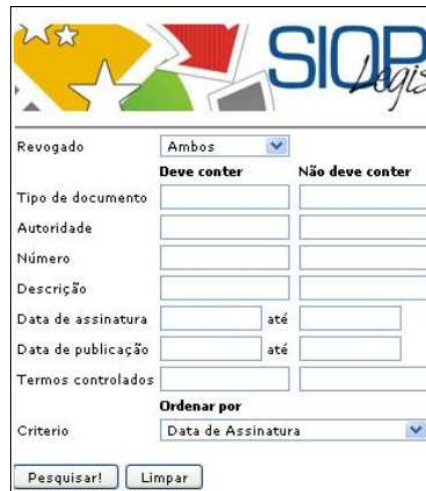 SIOP
Legis
Revogado Ambos
Deve conter Não deve conter
Tipo de documento
Autoridade
Número
Descrição
Data de assinatura até
Data de publicação até
Termos controlados
Ordenar por
Criterio Data de Assinatura
Pesquisar! Limpar